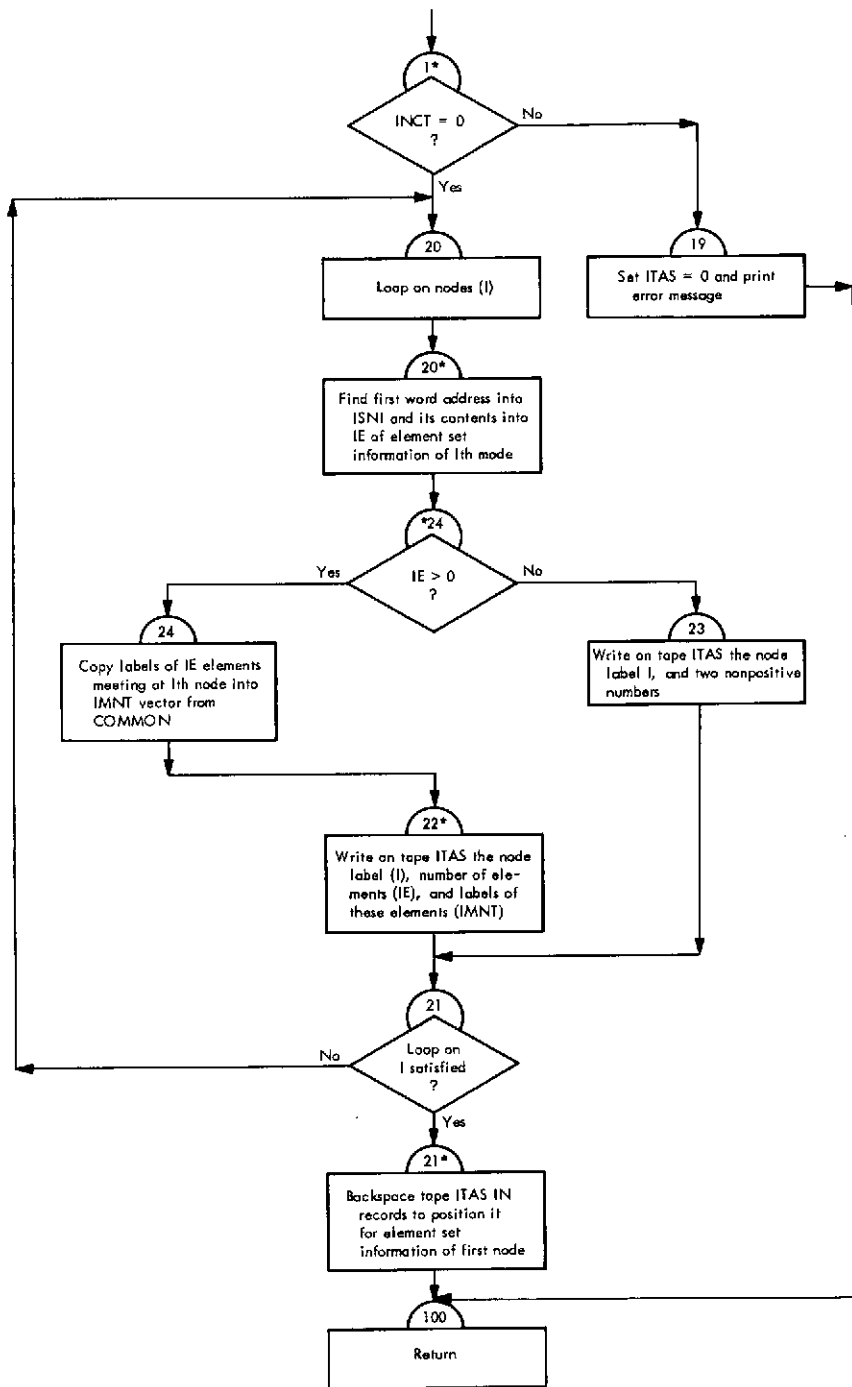 1*
INCT = 0
?
No
Yes
20
Loop on nodes (I)
19
Set ITAS = 0 and print
error message
20*
Find first word address into
ISNI and its contents into
IE of element set
information of Ith mode
*24
IE > 0
?
Yes
No
24
Copy labels of IE elements
meeting at Ith node into
IMNT vector from
COMMON
23
Write on tape ITAS the node
label I, and two nonpositive
numbers
22*
Write on tape ITAS the node
label (I), number of ele-
ments (IE), and labels of
these elements (IMNT)
21
Loop on
I satisfied
?
No
Yes
21*
Backspace tape ITAS IN
records to position it
for element set
information of first node
100
Return